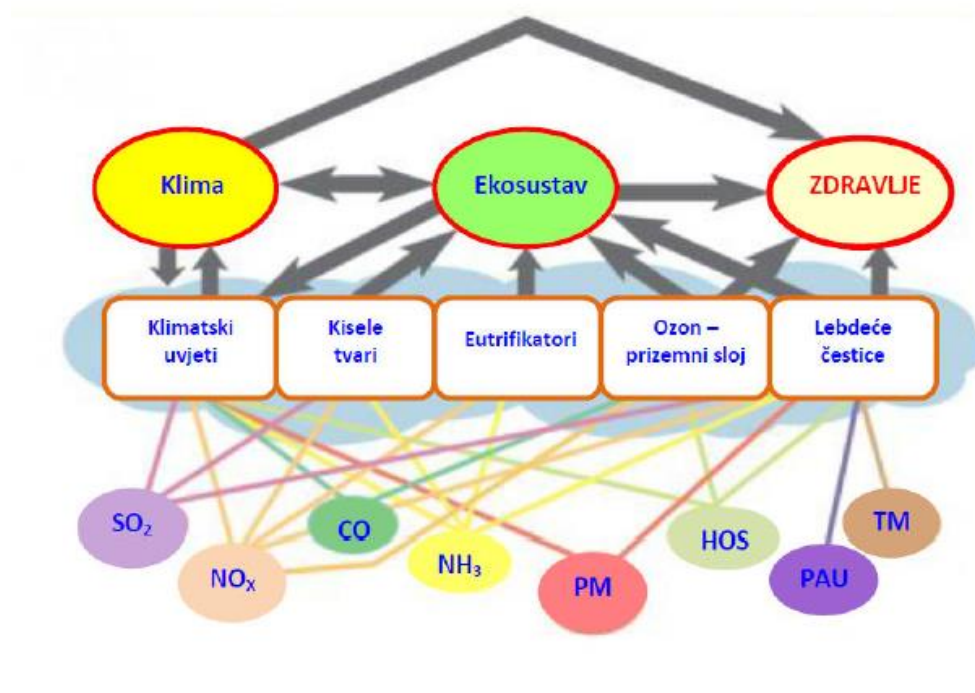 Klima
Ekosustav
ZDRAVLJE
Klimatski
uvjeti
Kisele
tvari
Eutrifikatori
Ozon –
prizemni sloj
Lebdeće
čestice
SO₂
NOₓ
CO
NH₃
PM
HOS
PAU
TM